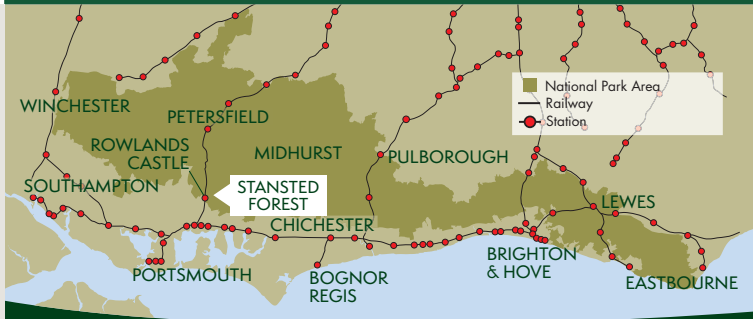 National Park Area
Railway
Station
WINCHESTER
PETERSFIELD
ROWLANDS
CASTLE
MIDHURST
PULBOROUGH
SOUTHAMPTON
STANSTED
FOREST
LEWES
CHICHESTER
PORTSMOUTH
BOGNOR
REGIS
BRIGHTON
& HOVE
EASTBOURNE